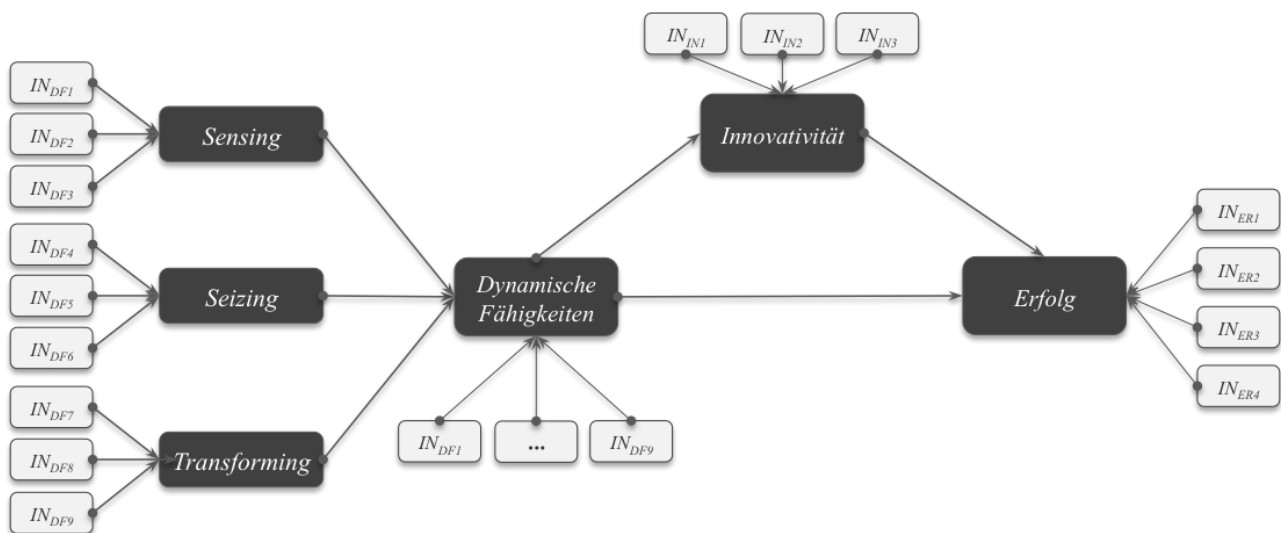 IN_IN1
IN_IN2
IN_IN3
IN_DF1
IN_DF2
IN_DF3
Sensing
Innovativität
IN_DF4
IN_DF5
IN_DF6
Seizing
Dynamische
Fähigkeiten
Erfolg
IN_ER1
IN_ER2
IN_ER3
IN_ER4
IN_DF7
IN_DF8
IN_DF9
Transforming
IN_DF1
...
IN_DF9